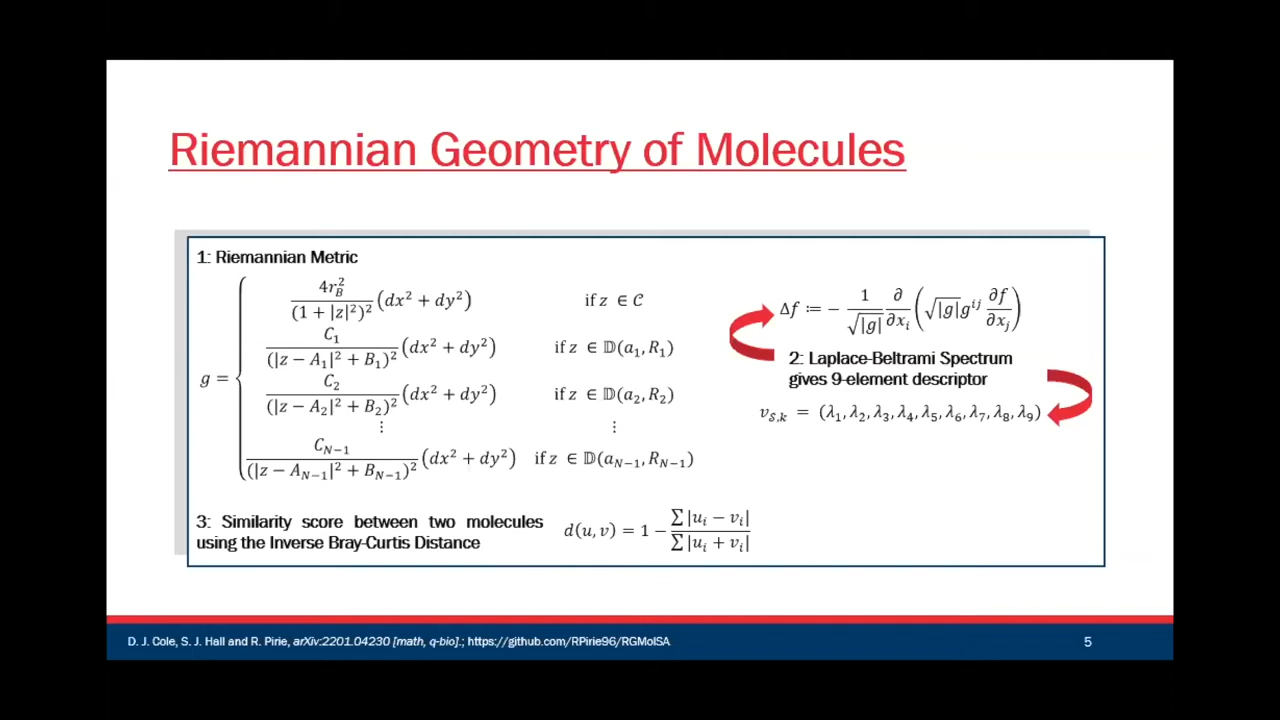 Riemannian Geometry of Molecules
1: Riemannian Metric
g = {
4r_B^2 / (1 + |z|^2)^2 (dx^2 + dy^2) if z ∈ 𝒞
C_1 / (|z − A_1|^2 + B_1)^2 (dx^2 + dy^2) if z ∈ 𝔻(a_1, R_1)
C_2 / (|z − A_2|^2 + B_2)^2 (dx^2 + dy^2) if z ∈ 𝔻(a_2, R_2)
⋮ ⋮
C_{N−1} / (|z − A_{N−1}|^2 + B_{N−1})^2 (dx^2 + dy^2) if z ∈ 𝔻(a_{N−1}, R_{N−1})
Δf ≔ − 1/√|g| ∂/∂x_i (√|g| g^{ij} ∂f/∂x_j)
2: Laplace-Beltrami Spectrum
gives 9-element descriptor
v_{𝒮,k} = (λ_1, λ_2, λ_3, λ_4, λ_5, λ_6, λ_7, λ_8, λ_9)
3: Similarity score between two molecules
using the Inverse Bray-Curtis Distance
d(u, v) = 1 − ∑|u_i − v_i| / ∑|u_i + v_i|
D. J. Cole, S. J. Hall and R. Pirie, arXiv:2201.04230 [math, q-bio].; https://github.com/RPirie96/RGMolSA
5